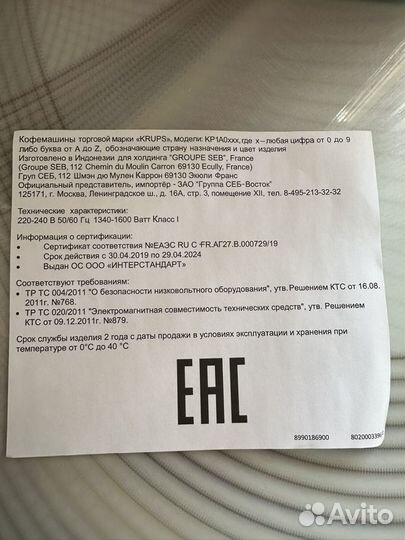 Кофемашины торговой марки «KRUPS», модели: KP1A0xxx, где x–любая цифра от 0 до 9
либо буква от A до Z, обозначающие страну назначения и цвет изделия
Изготовлено в Индонезии для холдинга "GROUPE SEB", France
(Groupe SEB, 112 Chemin du Moulin Carron 69130 Ecully, France)
Груп СЕБ, 112 Шмэн дю Мулен Каррон 69130 Экюли Франс
Официальный представитель, импортёр - ЗАО "Группа СЕБ-Восток"
125171, г. Москва, Ленинградское ш., д. 16А, стр. 3, помещение XII, тел. 8-495-213-32-32
Технические характеристики:
220-240 В 50/60 Гц 1340-1600 Ватт Класс I
Информация о сертификации:
• Сертификат соответствия №ЕАЭС RU С -FR.АГ27.В.000729/19
• Срок действия с 30.04.2019 по 29.04.2024
• Выдан ОС ООО «ИНТЕРСТАНДАРТ»
Соответствуют требованиям:
• ТР ТС 004/2011 "О безопасности низковольтного оборудования", утв. Решением КТС от 16.08.
2011г. №768.
• ТР ТС 020/2011 "Электромагнитная совместимость технических средств", утв. Решением
КТС от 09.12.2011г. №879.
Срок службы изделия 2 года с даты продажи в условиях эксплуатации и хранения при
температуре от 0°C до 40 °C
EAC
8990186900 8020003396
Avito